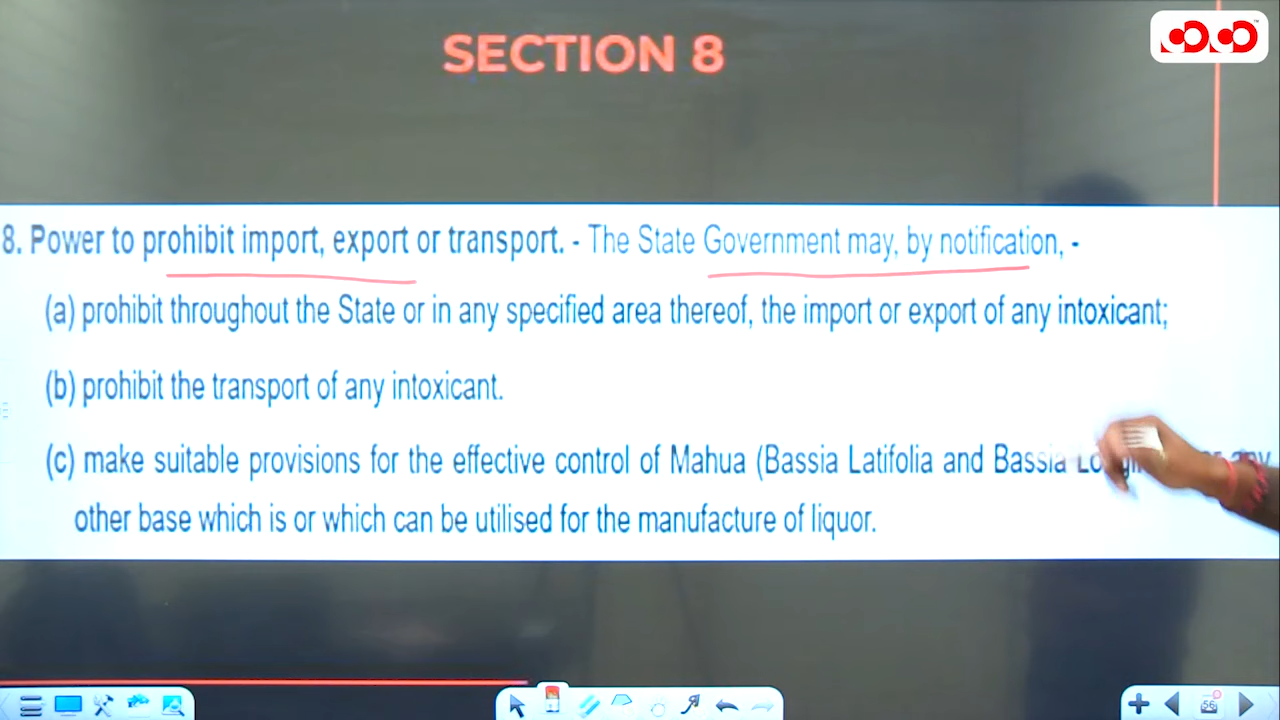 SECTION 8
8. Power to prohibit import, export or transport. - The State Government may, by notification, -
(a) prohibit throughout the State or in any specified area thereof, the import or export of any intoxicant;
(b) prohibit the transport of any intoxicant.
(c) make suitable provisions for the effective control of Mahua (Bassia Latifolia and Bassia any
other base which is or which can be utilised for the manufacture of liquor.
56